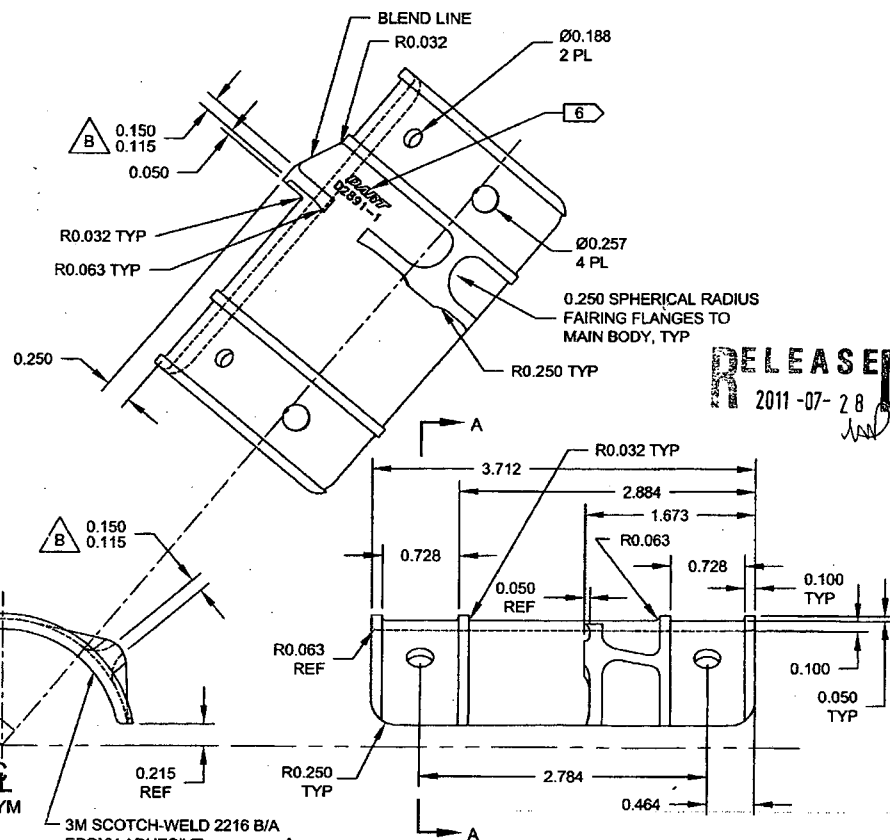 BLEND LINE
R0.032
Ø0.188
2 PL
6
B
0.150
0.115
0.050
DART
D2891-1
R0.032 TYP
R0.063 TYP
Ø0.257
4 PL
0.250 SPHERICAL RADIUS
FAIRING FLANGES TO
MAIN BODY, TYP
0.250
R0.250 TYP
RELEASED
2011-07-28
A
R0.032 TYP
3.712
2.884
1.673
B
0.150
0.115
R0.063
0.728
0.728
0.050
REF
0.100
TYP
R0.063
REF
0.100
0.050
TYP
0.215
REF
R0.250
TYP
2.784
0.464
YM
3M SCOTCH-WELD 2216 B/A
A